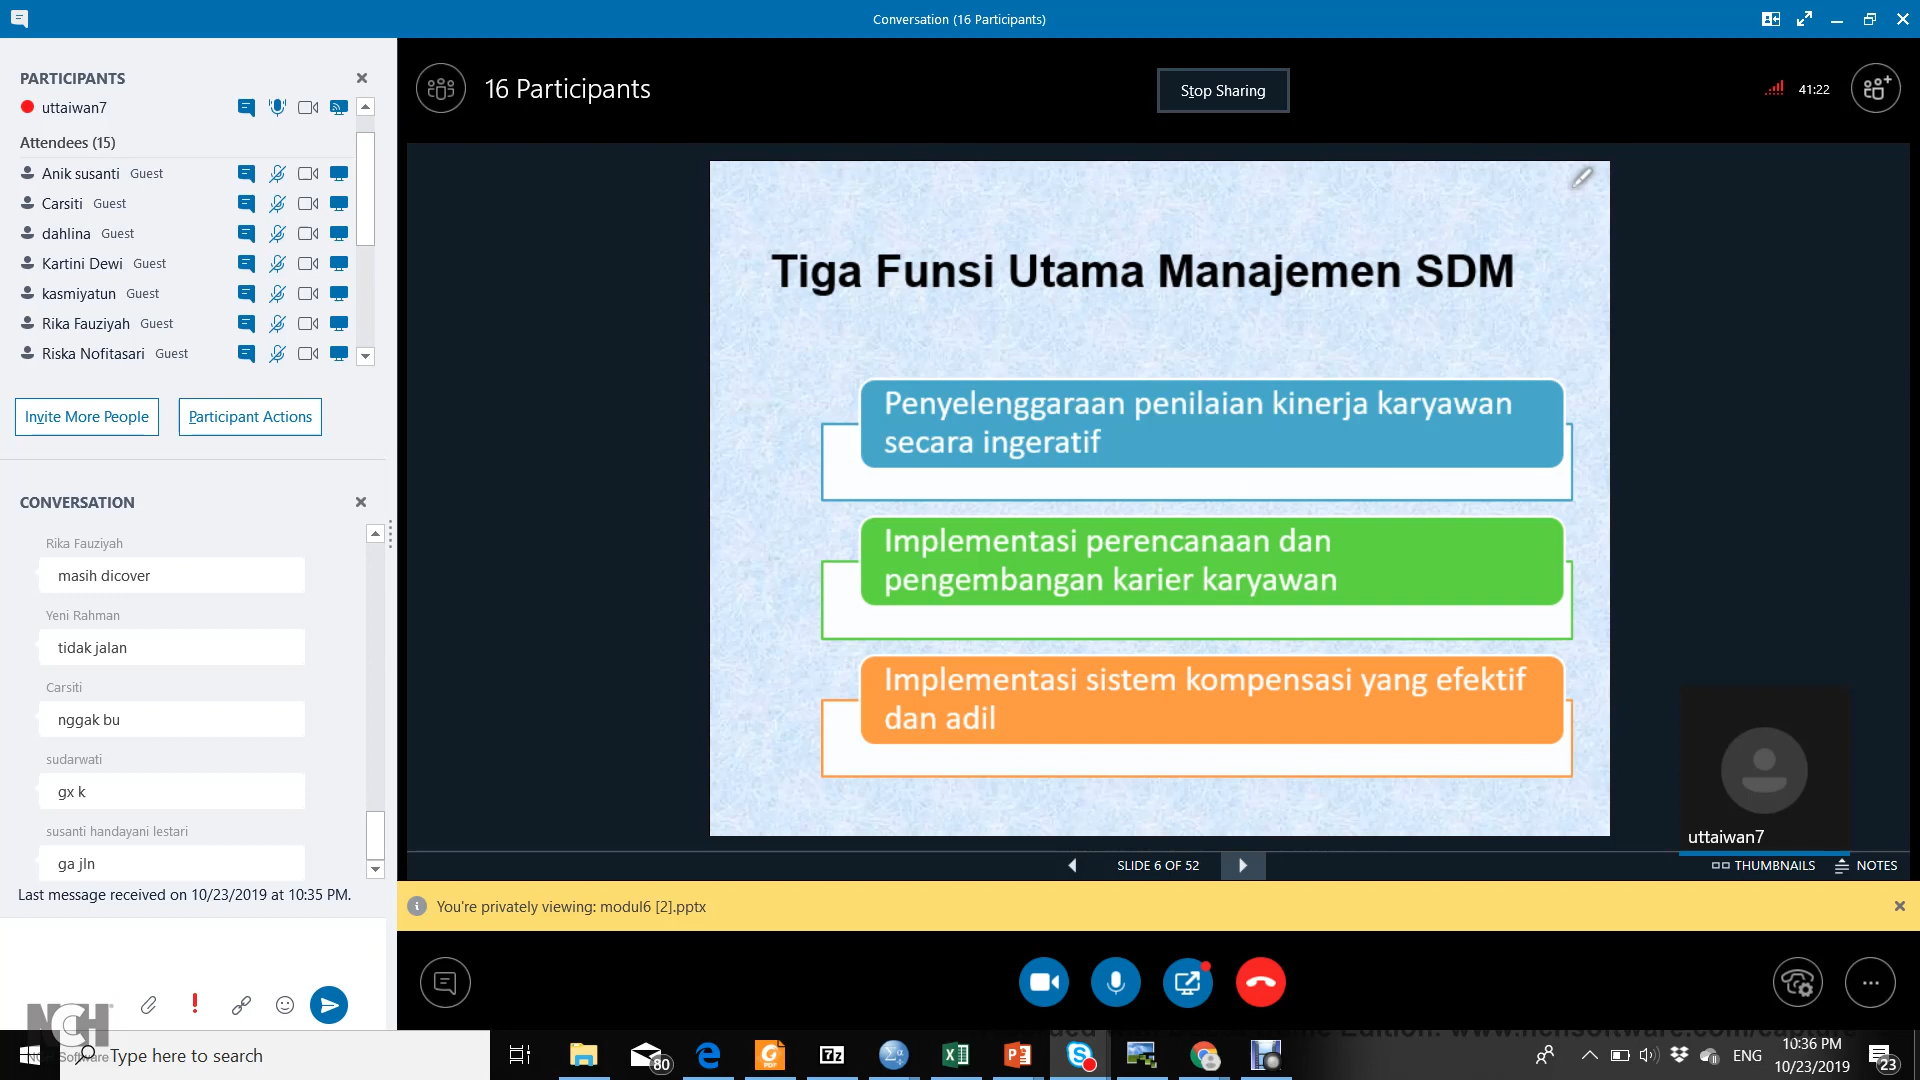 Conversation (16 Participants)
PARTICIPANTS
uttaiwan7
Attendees (15)
Anik susanti Guest
Carsiti Guest
dahlina Guest
Kartini Dewi Guest
kasmiyatun Guest
Rika Fauziyah Guest
Riska Nofitasari Guest
Invite More People
Participant Actions
CONVERSATION
Rika Fauziyah
masih dicover
Yeni Rahman
tidak jalan
Carsiti
nggak bu
sudarwati
gx k
susanti handayani lestari
ga jln
Last message received on 10/23/2019 at 10:35 PM.
16 Participants
Stop Sharing
41:22
Tiga Funsi Utama Manajemen SDM
Penyelenggaraan penilaian kinerja karyawan
secara ingeratif
Implementasi perencanaan dan
pengembangan karier karyawan
Implementasi sistem kompensasi yang efektif
dan adil
uttaiwan7
SLIDE 6 OF 52
THUMBNAILS
NOTES
You're privately viewing: modul6 [2].pptx
NCH
Type here to search
80
7z
Σα
PDF
ENG
10:36 PM
10/23/2019
23